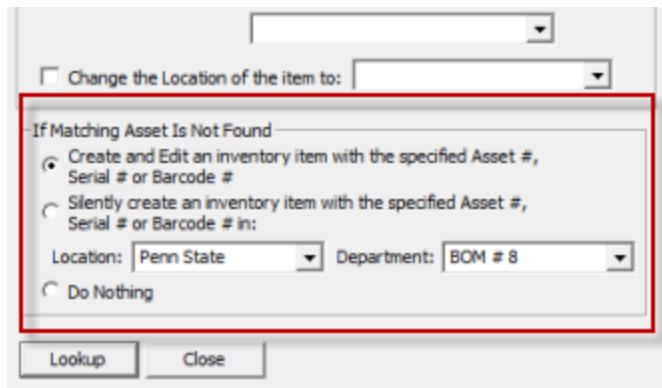 Change the Location of the item to:
If Matching Asset Is Not Found
Create and Edit an inventory item with the specified Asset #,
Serial # or Barcode #
Silently create an inventory item with the specified Asset #,
Serial # or Barcode # in:
Location: Penn State Department: BOM # 8
Do Nothing
Lookup Close